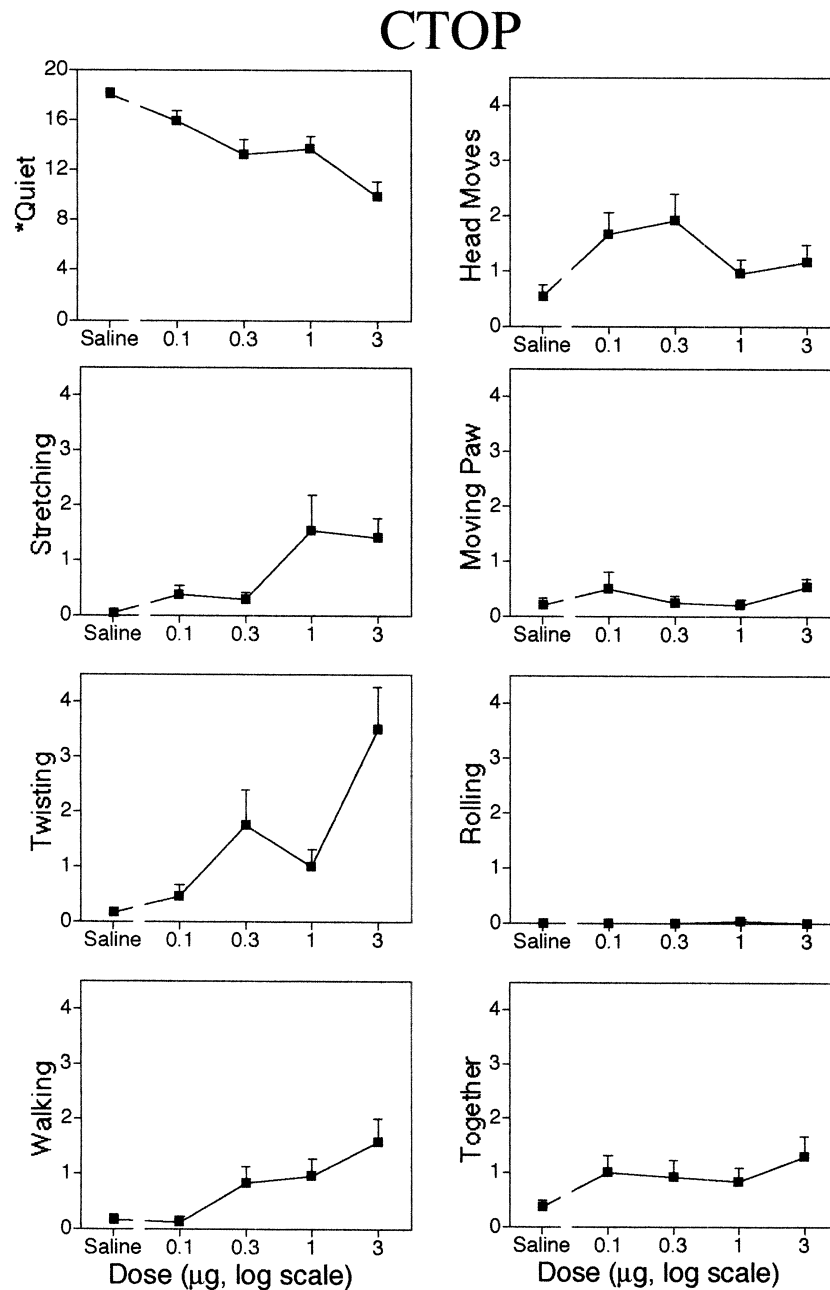 CTOP
*Quiet
20
16
12
8
4
0
Saline 0.1 0.3 1 3
Head Moves
4
3
2
1
0
Saline 0.1 0.3 1 3
Stretching
4
3
2
1
0
Saline 0.1 0.3 1 3
Moving Paw
4
3
2
1
0
Saline 0.1 0.3 1 3
Twisting
4
3
2
1
0
Saline 0.1 0.3 1 3
Rolling
4
3
2
1
0
Saline 0.1 0.3 1 3
Walking
4
3
2
1
0
Saline 0.1 0.3 1 3
Dose (μg, log scale)
Together
4
3
2
1
0
Saline 0.1 0.3 1 3
Dose (μg, log scale)